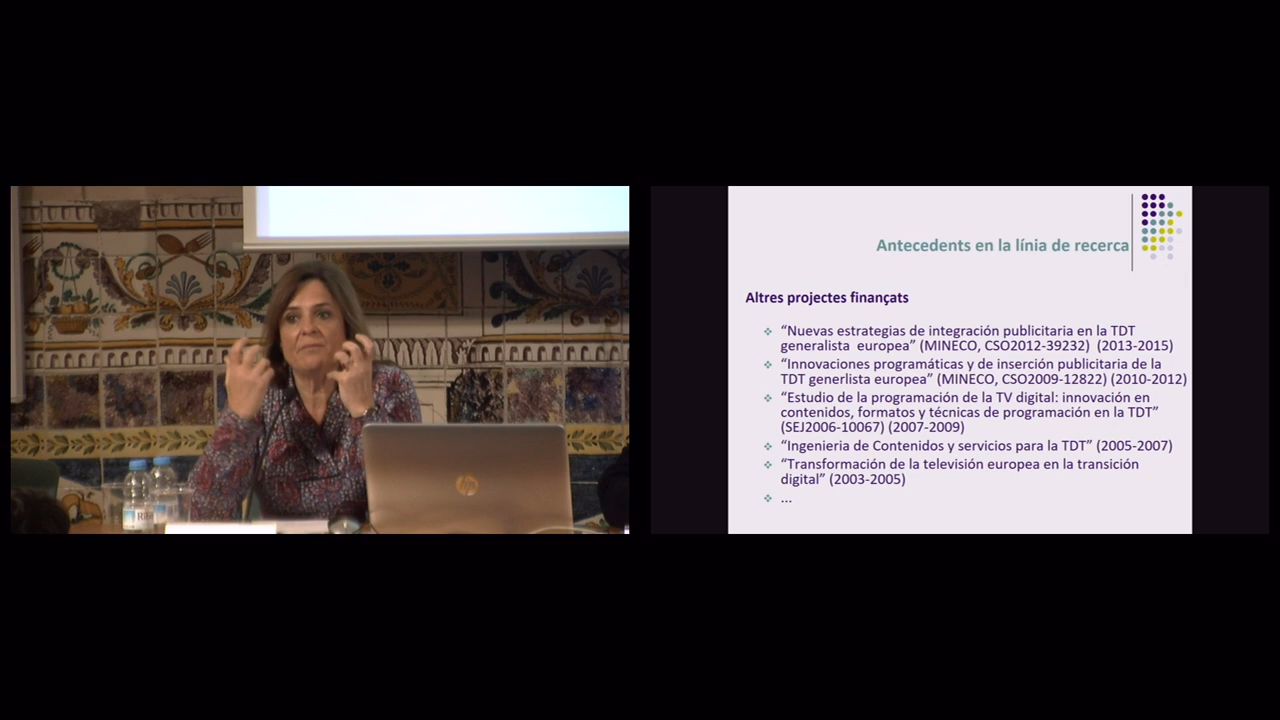 Antecedents en la línia de recerca
Altres projectes finançats
“Nuevas estrategias de integración publicitaria en la TDT
generalista europea” (MINECO, CSO2012-39232) (2013-2015)
“Innovaciones programáticas y de inserción publicitaria de la
TDT generlista europea” (MINECO, CSO2009-12822) (2010-2012)
“Estudio de la programación de la TV digital: innovación en
contenidos, formatos y técnicas de programación en la TDT”
(SEJ2006-10067) (2007-2009)
“Ingenieria de Contenidos y servicios para la TDT” (2005-2007)
“Transformación de la televisión europea en la transición
digital” (2003-2005)
...
hp